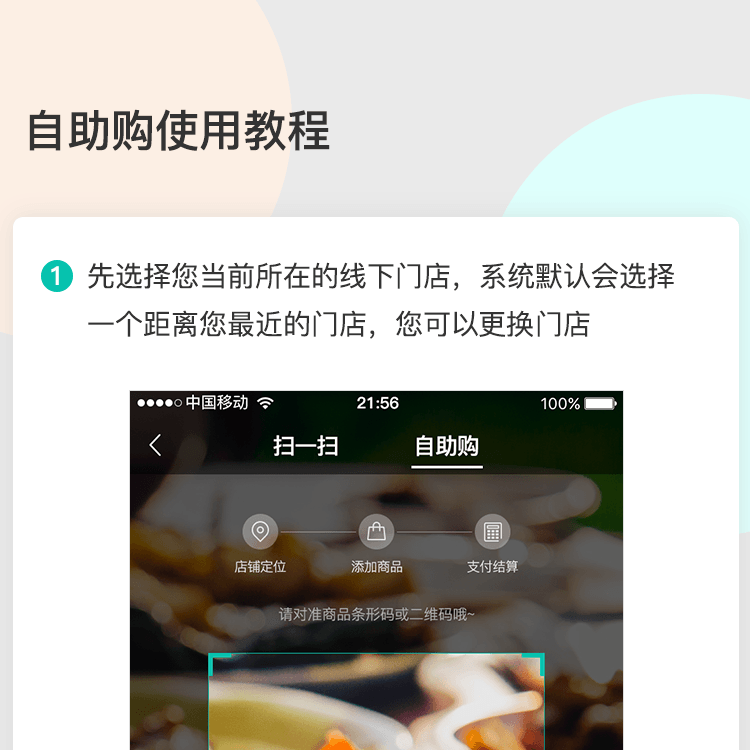 自助购使用教程
1 先选择您当前所在的线下门店，系统默认会选择
一个距离您最近的门店，您可以更换门店
中国移动 21:56 100%
扫一扫 自助购
店铺定位 添加商品 支付结算
请对准商品条形码或二维码哦~